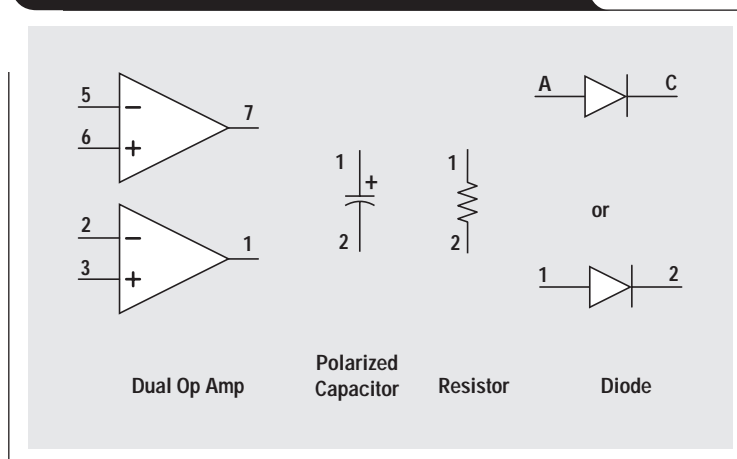 5
6
7
2
3
1
1
+
2
1
2
A C
or
1 2
Dual Op Amp
Polarized
Capacitor
Resistor
Diode